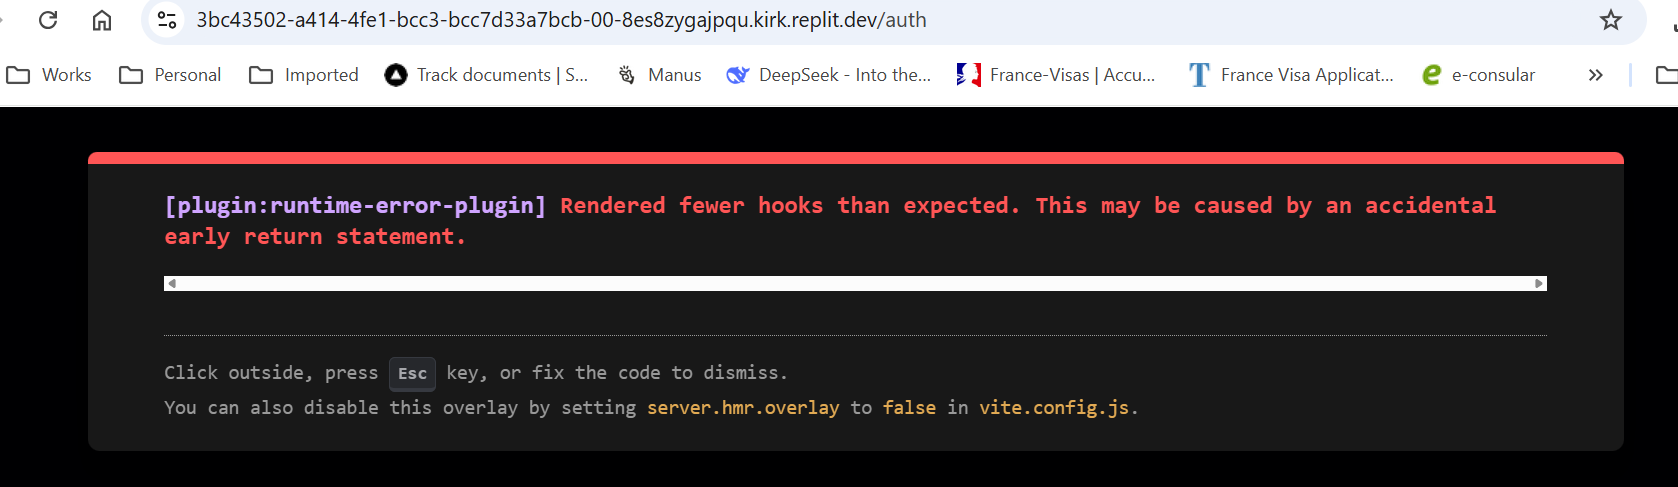 3bc43502-a414-4fe1-bcc3-bcc7d33a7bcb-00-8es8zygajpqu.kirk.replit.dev/auth
Works Personal Imported Track documents | S... Manus DeepSeek - Into the... France-Visas | Accu... France Visa Applicat... e-consular »
[plugin:runtime-error-plugin] Rendered fewer hooks than expected. This may be caused by an accidental
early return statement.
Click outside, press Esc key, or fix the code to dismiss.
You can also disable this overlay by setting server.hmr.overlay to false in vite.config.js.